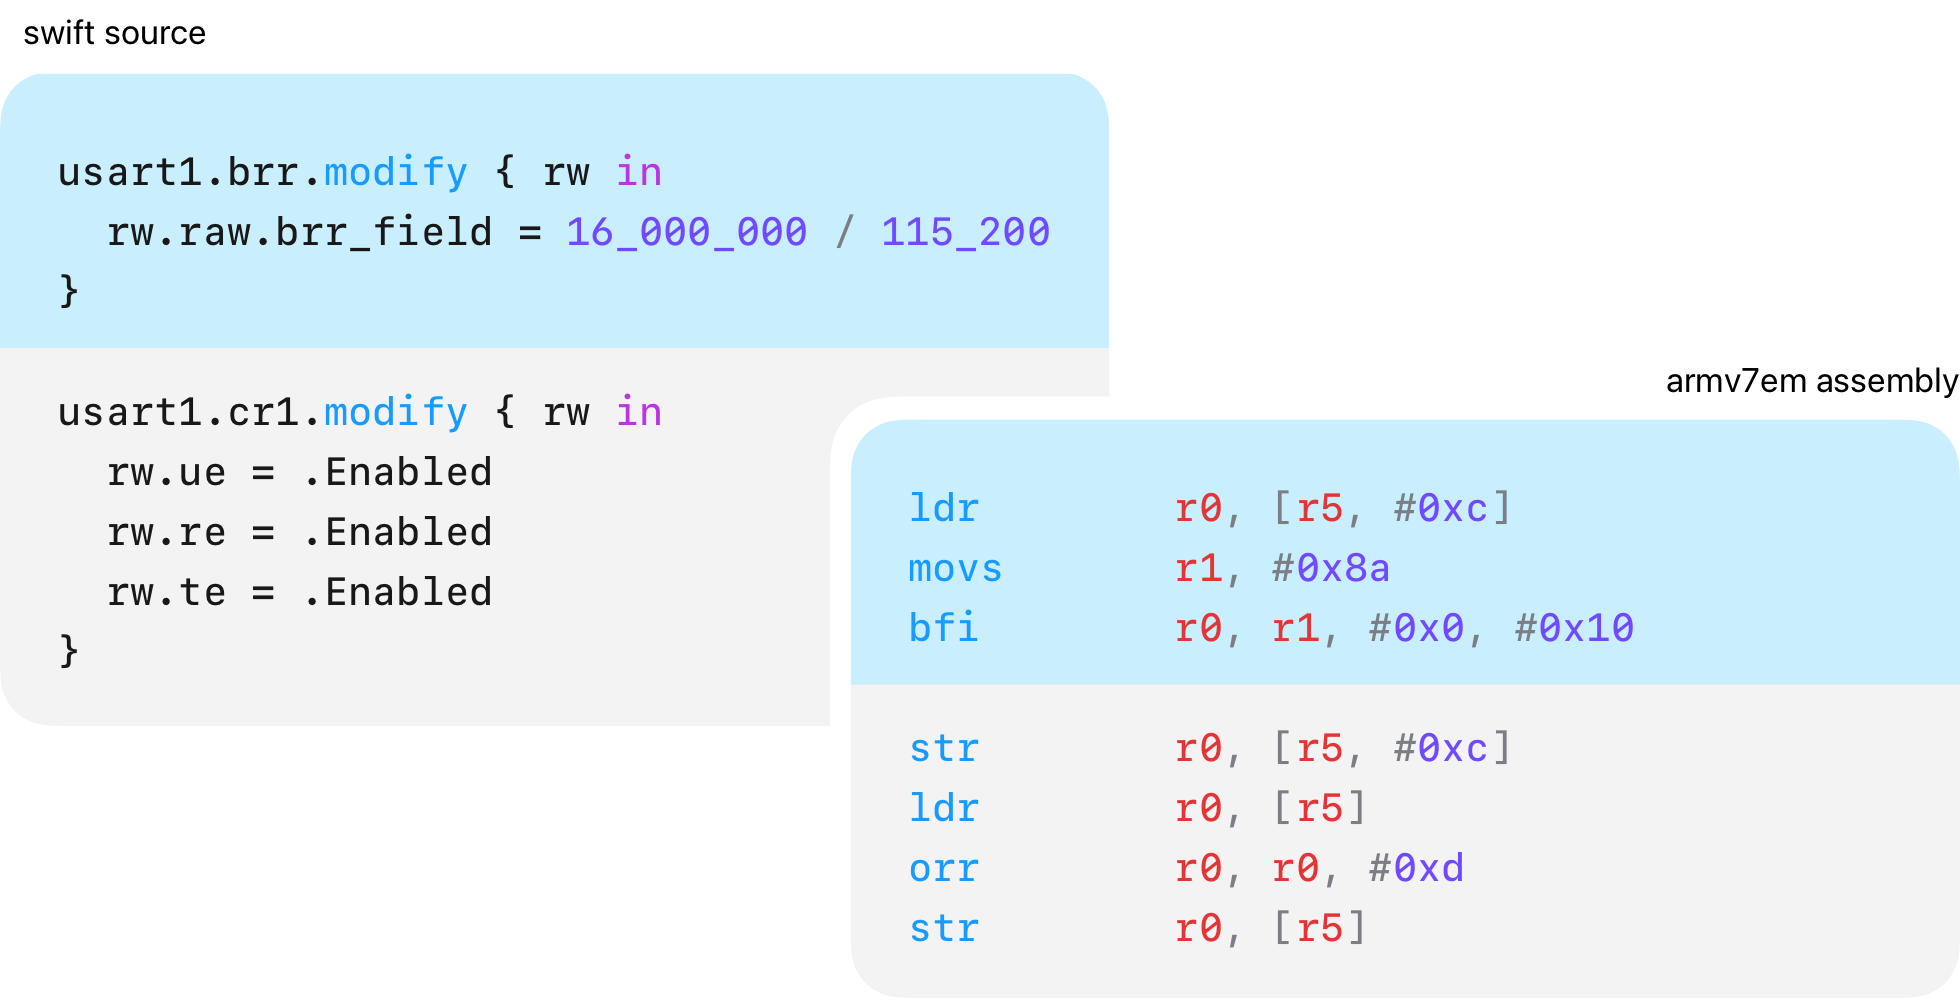 swift source
usart1.brr.modify { rw in
  rw.raw.brr_field = 16_000_000 / 115_200
}
usart1.cr1.modify { rw in
  rw.ue = .Enabled
  rw.re = .Enabled
  rw.te = .Enabled
}
armv7em assembly
ldr        r0, [r5, #0xc]
movs       r1, #0x8a
bfi        r0, r1, #0x0, #0x10
str        r0, [r5, #0xc]
ldr        r0, [r5]
orr        r0, r0, #0xd
str        r0, [r5]